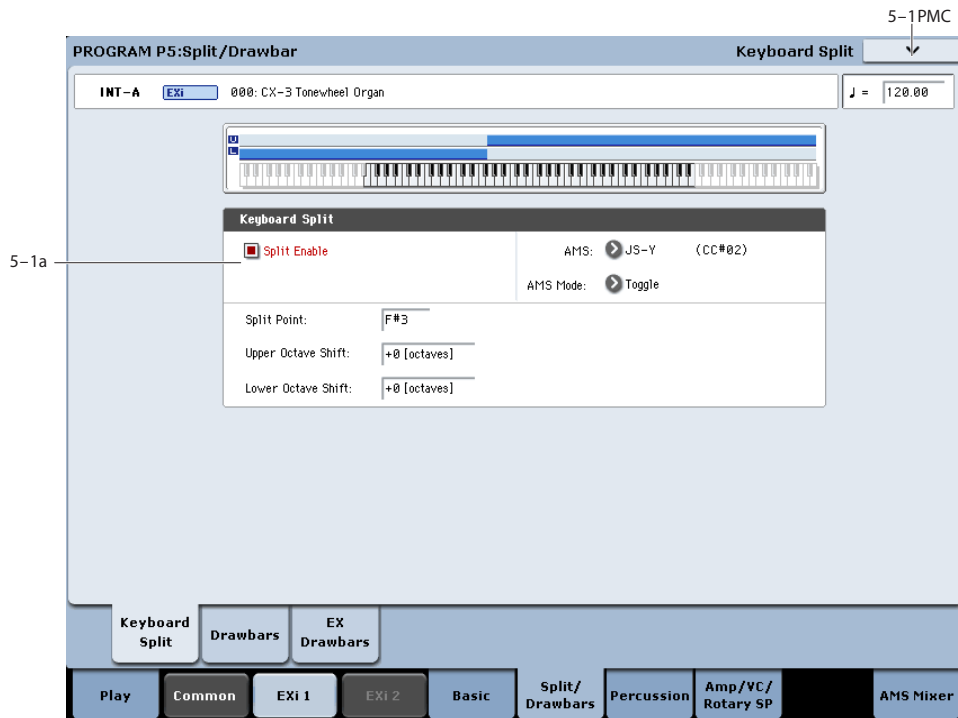 5–1PMC
PROGRAM P5:Split/Drawbar Keyboard Split
INT-A EXi 000: CX-3 Tonewheel Organ ♩ = 120.00
U
L
Keyboard Split
5–1a
Split Enable AMS: JS-Y (CC#02)
AMS Mode: Toggle
Split Point: F#3
Upper Octave Shift: +0 [octaves]
Lower Octave Shift: +0 [octaves]
Keyboard Split
Drawbars
EX Drawbars
Play Common EXi 1 EXi 2 Basic Split/ Drawbars Percussion Amp/VC/ Rotary SP AMS Mixer